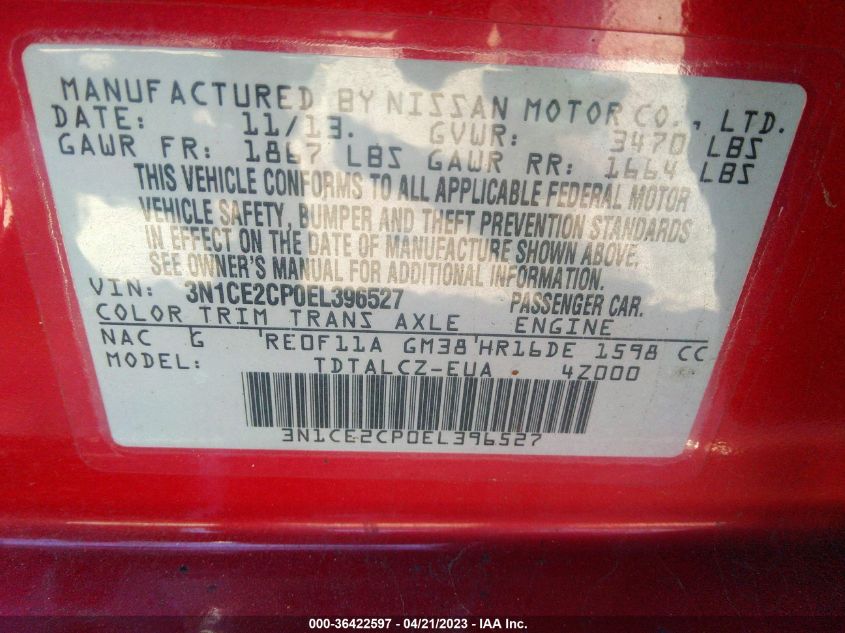 MANUFACTURED BY NISSAN MOTOR CO., LTD.
DATE: 11/13. GVWR: 3470 LBS
GAWR FR: 1867 LBS GAWR RR: 1664 LBS
THIS VEHICLE CONFORMS TO ALL APPLICABLE FEDERAL MOTOR
VEHICLE SAFETY, BUMPER AND THEFT PREVENTION STANDARDS
IN EFFECT ON THE DATE OF MANUFACTURE SHOWN ABOVE.
SEE OWNER'S MANUAL FOR ADDITIONAL INFORMATION.
VIN: 3N1CE2CP0EL396527 PASSENGER CAR.
COLOR TRIM TRANS AXLE ENGINE
NAC G RE0F11A GM38 HR16DE 1598 CC
MODEL: TDTALCZ-EUA 4Z000
3N1CE2CP0EL396527
000-36422597 - 04/21/2023 - IAA Inc.